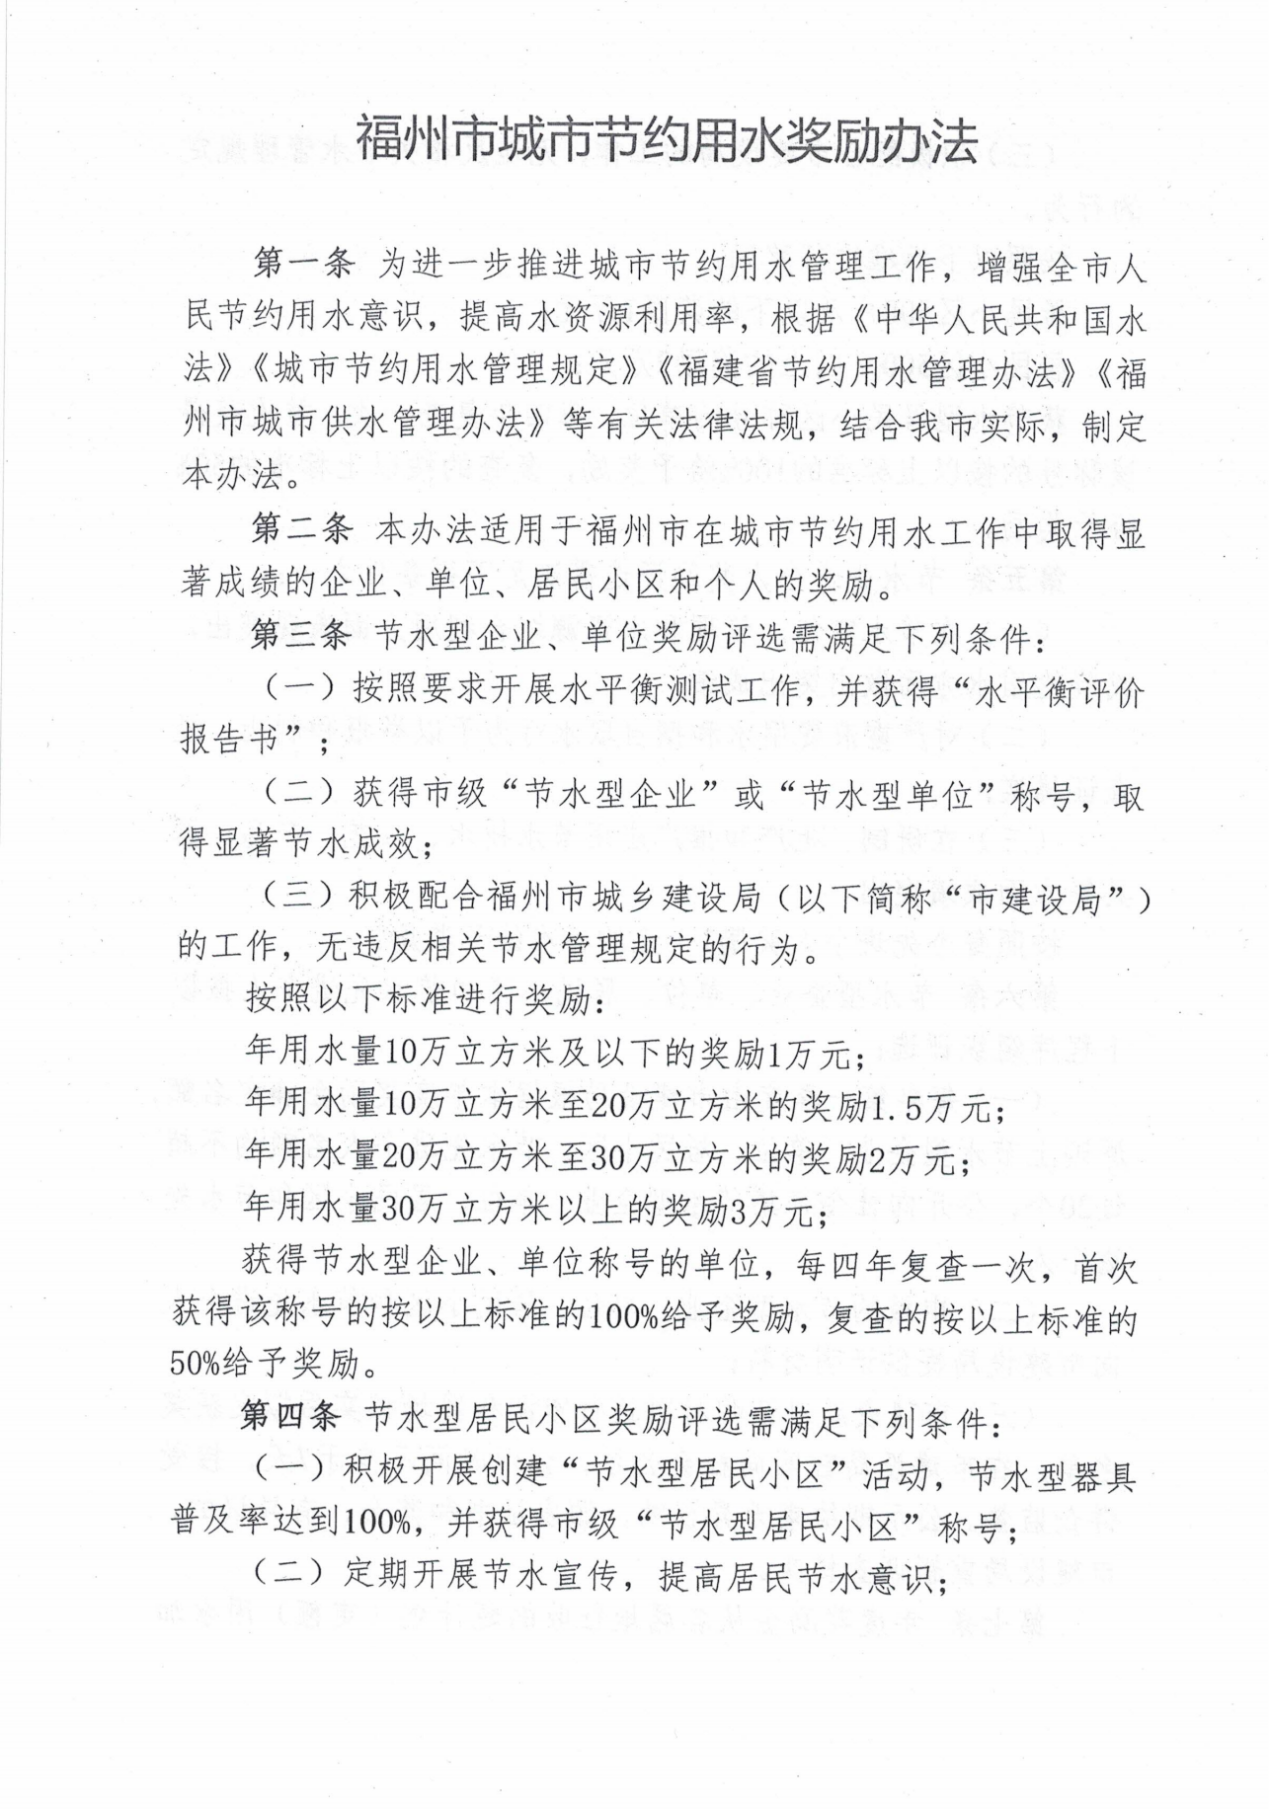 福州市城市节约用水奖励办法
第一条 为进一步推进城市节约用水管理工作，增强全市人
民节约用水意识，提高水资源利用率，根据《中华人民共和国水
法》《城市节约用水管理规定》《福建省节约用水管理办法》《福
州市城市供水管理办法》等有关法律法规，结合我市实际，制定
本办法。
第二条 本办法适用于福州市在城市节约用水工作中取得显
著成绩的企业、单位、居民小区和个人的奖励。
第三条 节水型企业、单位奖励评选需满足下列条件：
（一）按照要求开展水平衡测试工作，并获得“水平衡评价
报告书”；
（二）获得市级“节水型企业”或“节水型单位”称号，取
得显著节水成效；
（三）积极配合福州市城乡建设局（以下简称“市建设局”）
的工作，无违反相关节水管理规定的行为。
按照以下标准进行奖励：
年用水量10万立方米及以下的奖励1万元；
年用水量10万立方米至20万立方米的奖励1.5万元；
年用水量20万立方米至30万立方米的奖励2万元；
年用水量30万立方米以上的奖励3万元；
获得节水型企业、单位称号的单位，每四年复查一次，首次
获得该称号的按以上标准的100%给予奖励，复查的按以上标准的
50%给予奖励。
第四条 节水型居民小区奖励评选需满足下列条件：
（一）积极开展创建“节水型居民小区”活动，节水型器具
普及率达到100%，并获得市级“节水型居民小区”称号；
（二）定期开展节水宣传，提高居民节水意识；